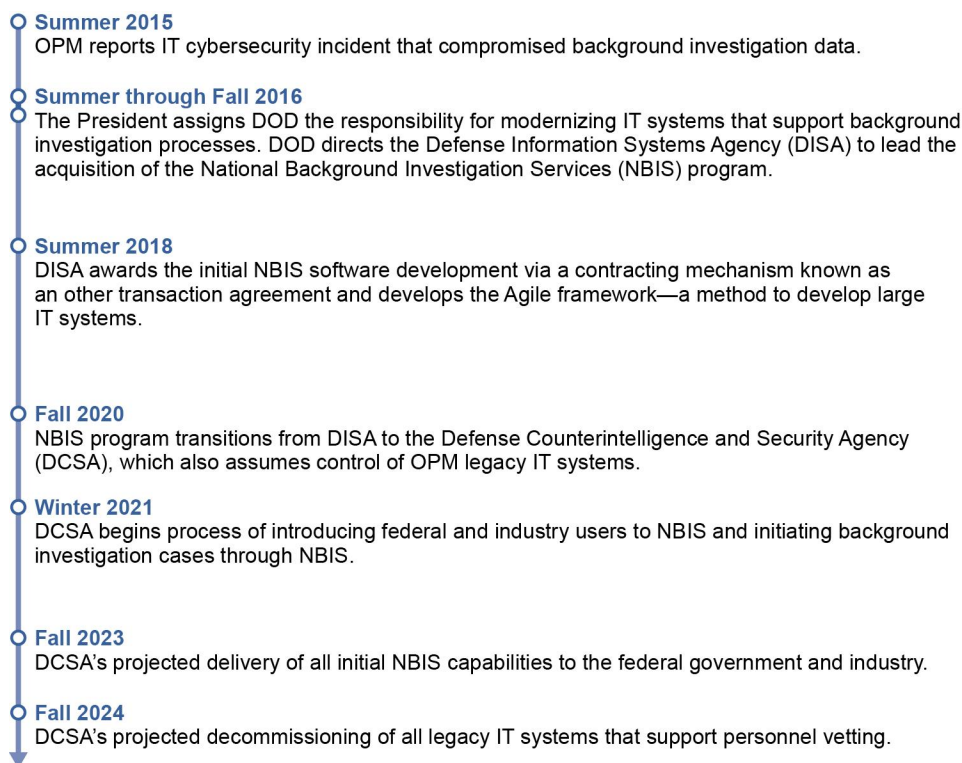 Summer 2015
OPM reports IT cybersecurity incident that compromised background investigation data.
Summer through Fall 2016
The President assigns DOD the responsibility for modernizing IT systems that support background
investigation processes. DOD directs the Defense Information Systems Agency (DISA) to lead the
acquisition of the National Background Investigation Services (NBIS) program.
Summer 2018
DISA awards the initial NBIS software development via a contracting mechanism known as
an other transaction agreement and develops the Agile framework—a method to develop large
IT systems.
Fall 2020
NBIS program transitions from DISA to the Defense Counterintelligence and Security Agency
(DCSA), which also assumes control of OPM legacy IT systems.
Winter 2021
DCSA begins process of introducing federal and industry users to NBIS and initiating background
investigation cases through NBIS.
Fall 2023
DCSA’s projected delivery of all initial NBIS capabilities to the federal government and industry.
Fall 2024
DCSA’s projected decommissioning of all legacy IT systems that support personnel vetting.